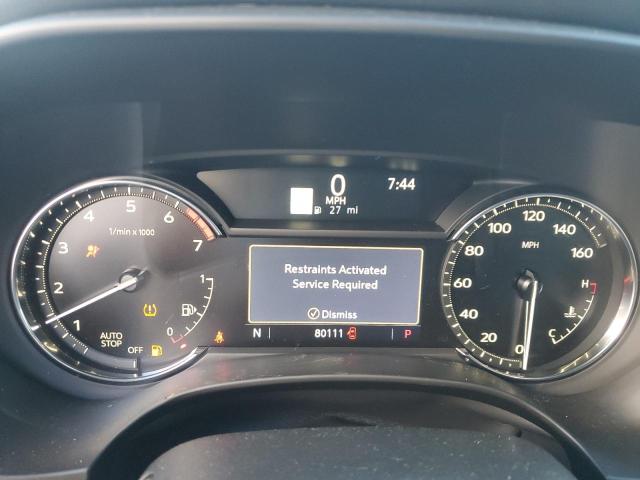 0
MPH
7:44
27 mi
1/min x 1000
1
2
3
4
5
6
7
AUTO
STOP
OFF
1
0
Restraints Activated
Service Required
Dismiss
N
80111
P
MPH
0
20
40
60
80
100
120
140
160
H
C